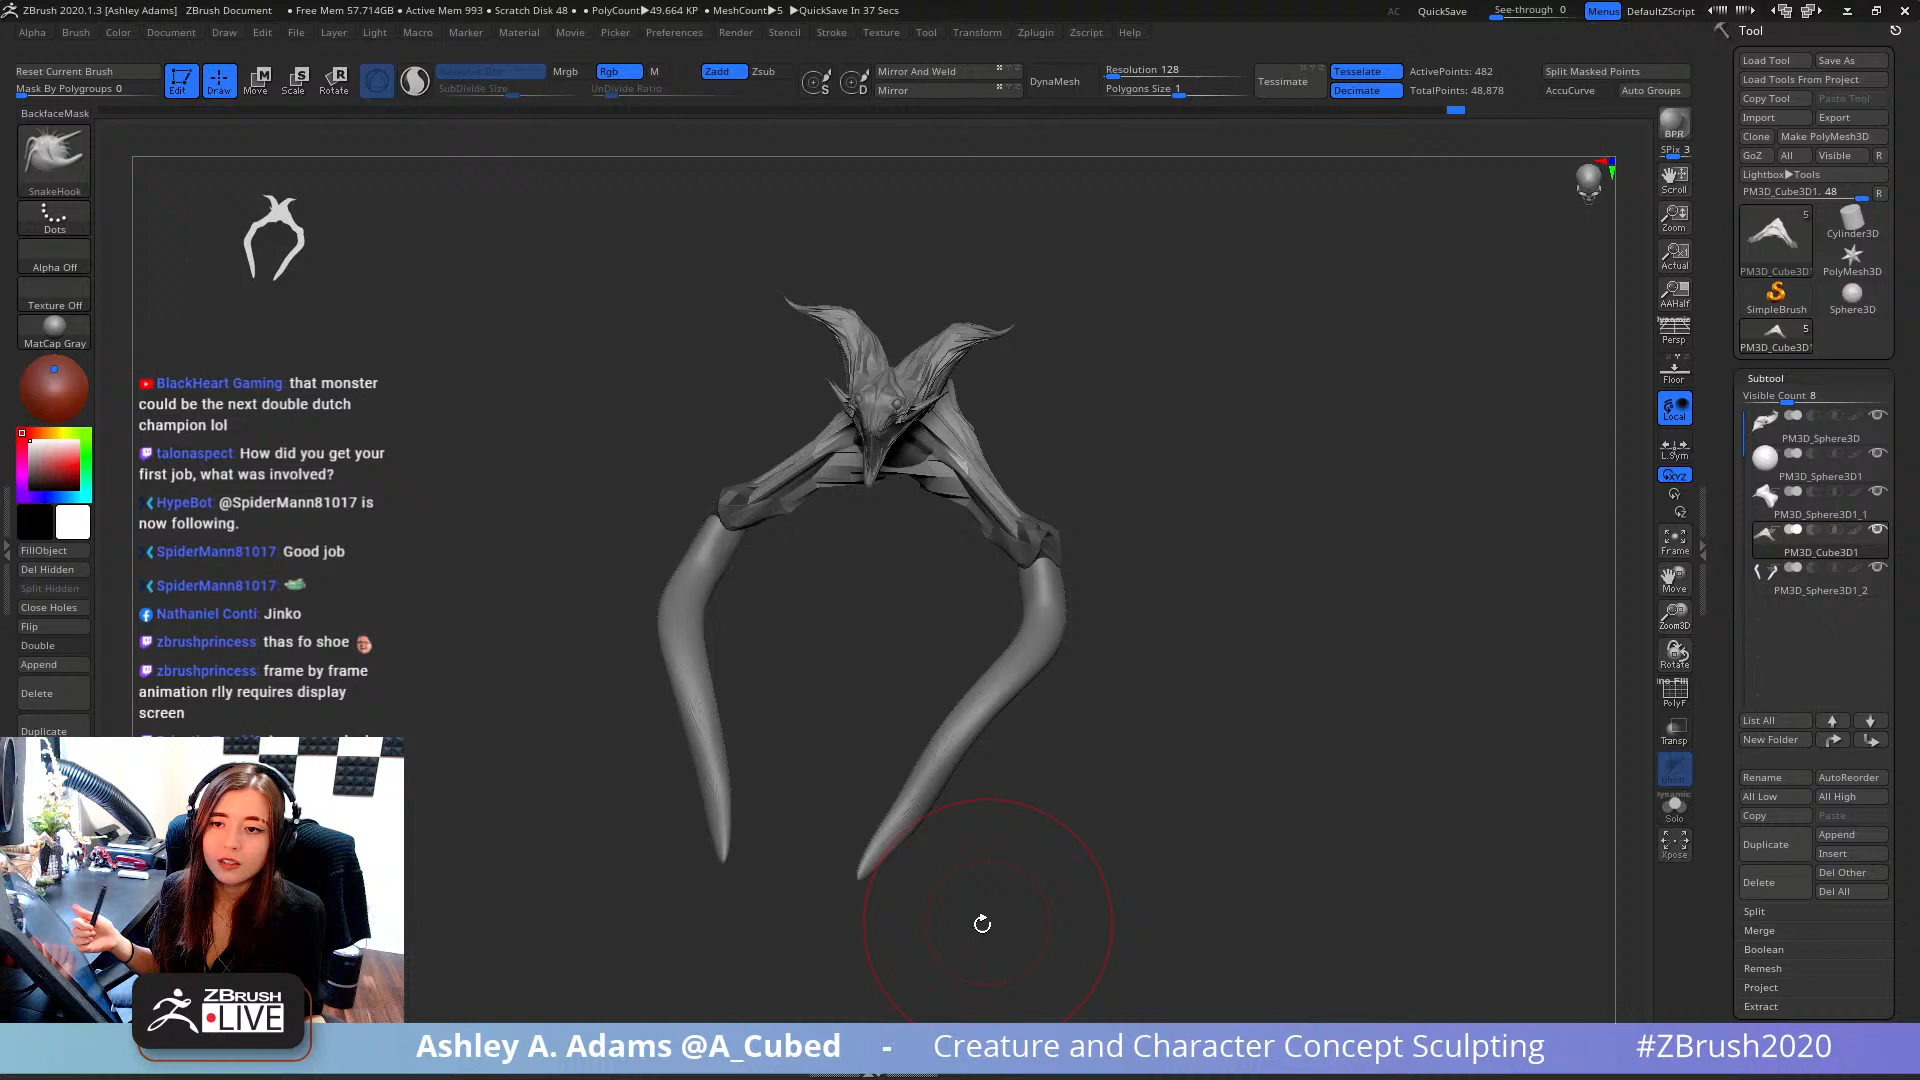 ZBrush 2020.1.3 [Ashley Adams] ZBrush Document • Free Mem 57.714GB • Active Mem 993 • Scratch Disk 48 • PolyCount▶49.664 KP • MeshCount▶5 ▶QuickSave In 37 Secs AC QuickSave See-through 0 Menus DefaultZScript
Alpha Brush Color Document Draw Edit File Layer Light Macro Marker Material Movie Picker Preferences Render Stencil Stroke Texture Tool Transform Zplugin Zscript Help
Reset Current Brush
Mask By Polygroups 0
BackfaceMask
Edit Draw Move Scale Rotate
Mrgb Rgb M Zadd Zsub
SubDivide Size UnDivide Ratio
Mirror And Weld
Mirror
DynaMesh
Resolution 128
Polygons Size 1
Tessimate
Tesselate
Decimate
ActivePoints: 482
TotalPoints: 48,878
Split Masked Points
AccuCurve Auto Groups
SnakeHook
Dots
Alpha Off
Texture Off
MatCap Gray
FillObject
Del Hidden
Split Hidden
Close Holes
Flip
Double
Append
Delete
Duplicate
BlackHeart Gaming: that monster
could be the next double dutch
champion lol
talonaspect: How did you get your
first job, what was involved?
HypeBot: @SpiderMann81017 is
now following.
SpiderMann81017: Good job
SpiderMann81017:
Nathaniel Conti: Jinko
zbrushprincess: thas fo shoe
zbrushprincess: frame by frame
animation rlly requires display
screen
BPR
SPix 3
Scroll
Zoom
Actual
AAHalf
Dynamic
Persp
Floor
Local
L.Sym
XYZ
Frame
Move
Zoom3D
Rotate
PolyF
Transp
Ghost
Dynamic
Solo
Xpose
Tool
Load Tool Save As
Load Tools From Project
Copy Tool Paste Tool
Import Export
Clone Make PolyMesh3D
GoZ All Visible R
Lightbox▶Tools
PM3D_Cube3D1. 48 R
5
PM3D_Cube3D1
Cylinder3D
PolyMesh3D
SimpleBrush
Sphere3D
5
PM3D_Cube3D1
Subtool
Visible Count 8
PM3D_Sphere3D
PM3D_Sphere3D1
PM3D_Sphere3D1_1
PM3D_Cube3D1
PM3D_Sphere3D1_2
List All
New Folder
Rename AutoReorder
All Low All High
Copy Paste
Duplicate Append
Insert
Delete Del Other
Del All
Split
Merge
Boolean
Remesh
Project
Extract
ZBRUSH
LIVE
Ashley A. Adams @A_Cubed - Creature and Character Concept Sculpting #ZBrush2020